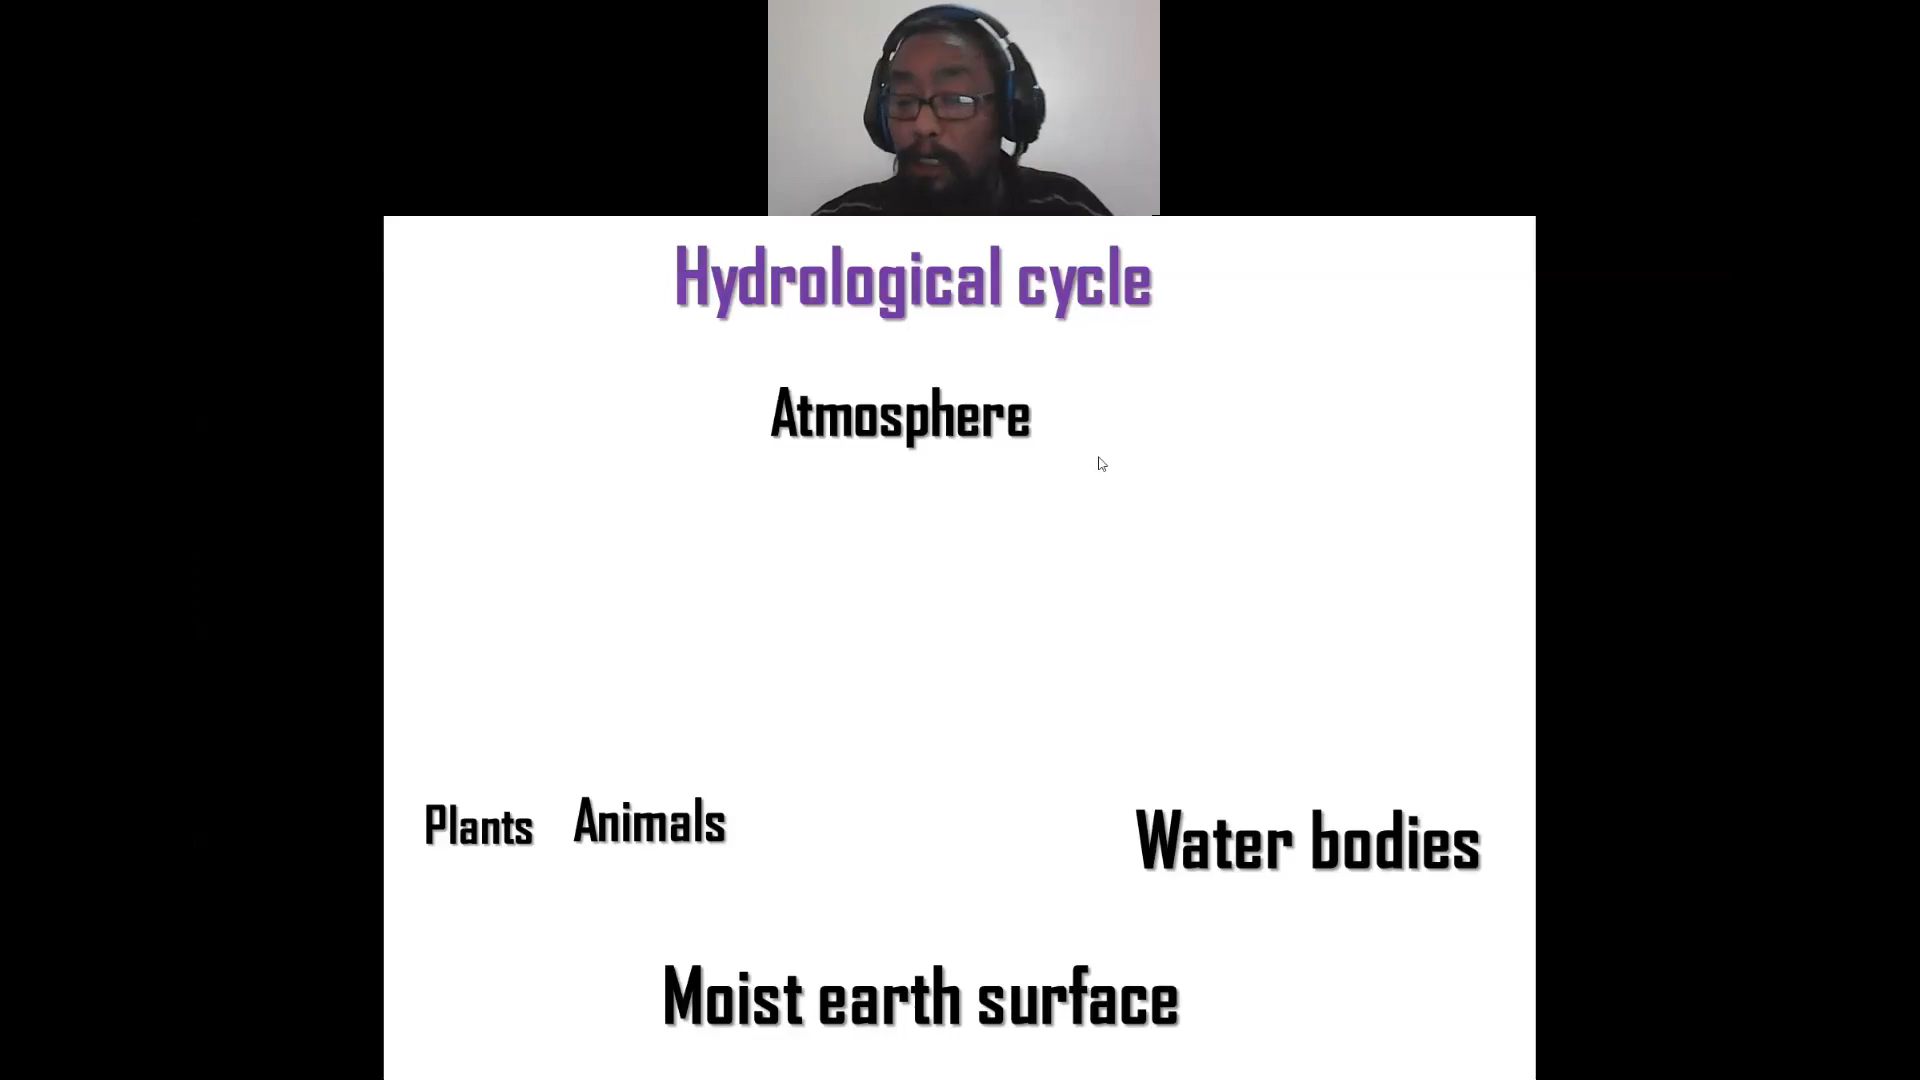 Hydrological cycle
Atmosphere
Plants Animals
Water bodies
Moist earth surface